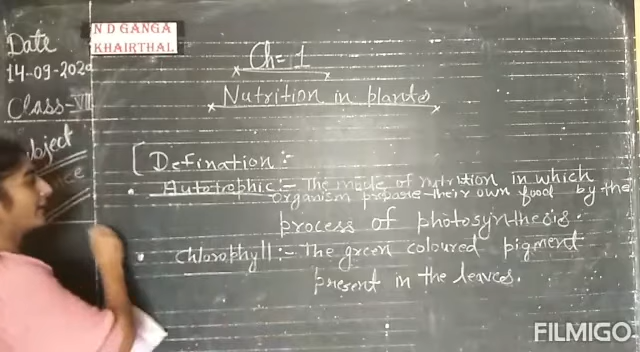 N D GANGA
KHAIRTHAL
Date
14-09-2020
Class-VII
Subject
Ch=1
Nutrition in plants
[Defination:-
• Autotrophic:- The mode of nutrition in which
organism prepare their own food by the
process of photosynthesis.
• Chlorophyll:- The green coloured pigment
present in the leaves.
FILMIGO